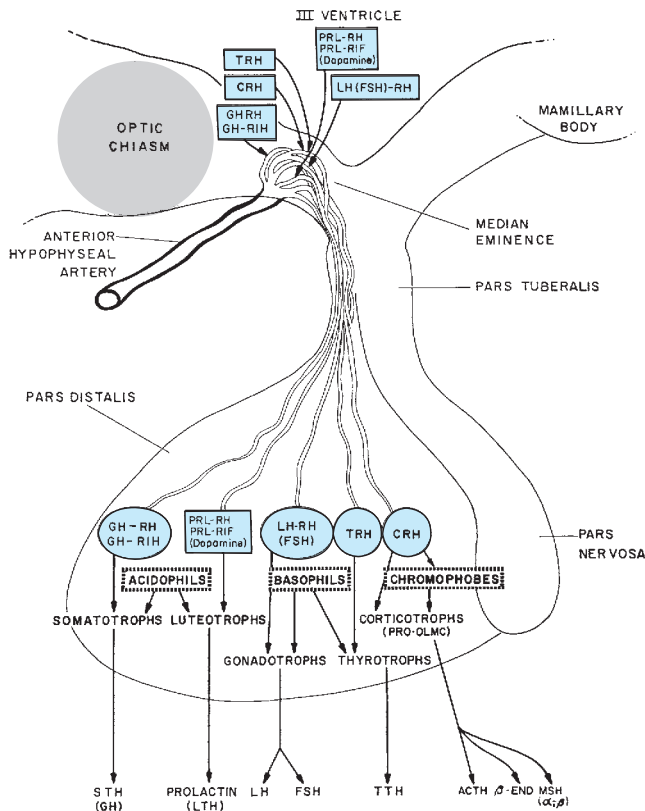 III VENTRICLE
PRL-RH
PRL-RIF
(Dopamine)
TRH
CRH
LH(FSH)-RH
GHRH
GH-RIH
OPTIC
CHIASM
MAMILLARY
BODY
MEDIAN
EMINENCE
ANTERIOR
HYPOPHYSEAL
ARTERY
PARS TUBERALIS
PARS DISTALIS
GH-RH
GH-RIH
PRL-RH
PRL-RIF
(Dopamine)
LH-RH
(FSH)
TRH
CRH
PARS
NERVOSA
ACIDOPHILS
BASOPHILS
CHROMOPHOBES
SOMATOTROPHS LUTEOTROPHS
CORTICOTROPHS
(PRO-OLMC)
GONADOTROPHS THYROTROPHS
STH
(GH)
PROLACTIN
(LTH)
LH
FSH
TTH
ACTH
β-END
MSH
(α;β)